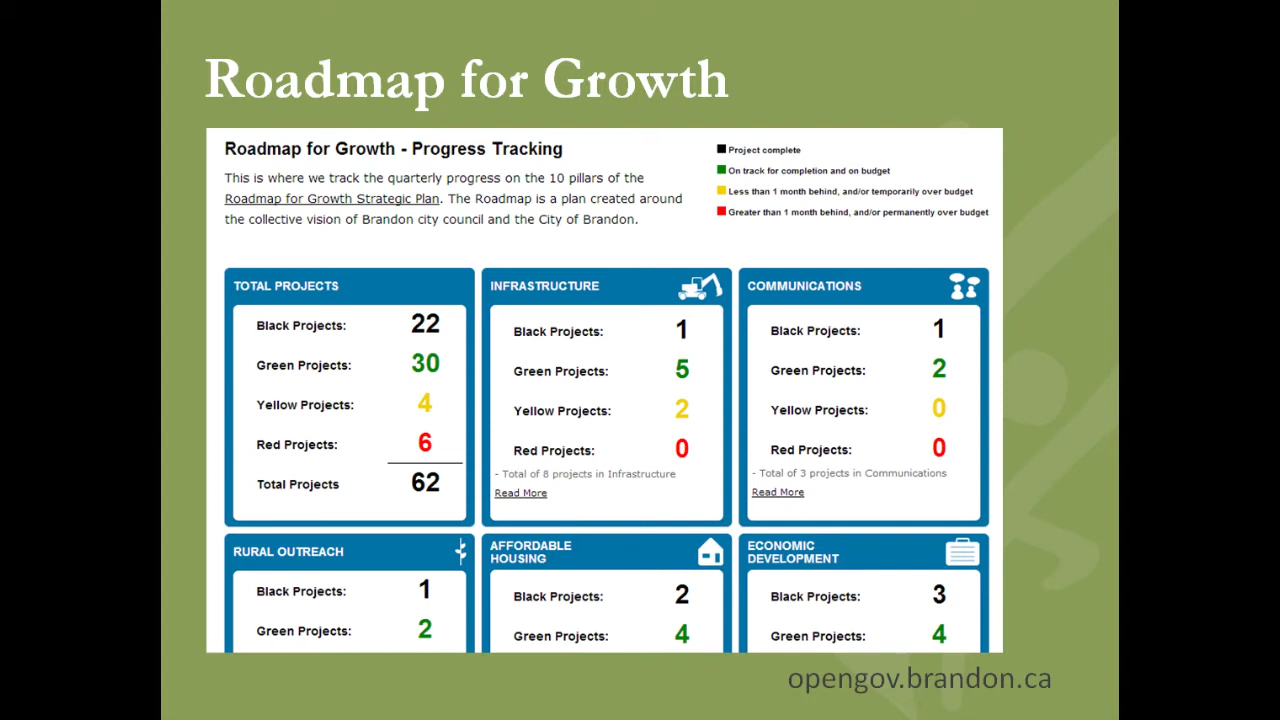 Roadmap for Growth
Roadmap for Growth - Progress Tracking
This is where we track the quarterly progress on the 10 pillars of the
Roadmap for Growth Strategic Plan. The Roadmap is a plan created around
the collective vision of Brandon city council and the City of Brandon.
Project complete
On track for completion and on budget
Less than 1 month behind, and/or temporarily over budget
Greater than 1 month behind, and/or permanently over budget
TOTAL PROJECTS
Black Projects: 22
Green Projects: 30
Yellow Projects: 4
Red Projects: 6
Total Projects 62
INFRASTRUCTURE
Black Projects: 1
Green Projects: 5
Yellow Projects: 2
Red Projects: 0
- Total of 8 projects in Infrastructure
Read More
COMMUNICATIONS
Black Projects: 1
Green Projects: 2
Yellow Projects: 0
Red Projects: 0
- Total of 3 projects in Communications
Read More
RURAL OUTREACH
Black Projects: 1
Green Projects: 2
AFFORDABLE
HOUSING
Black Projects: 2
Green Projects: 4
ECONOMIC
DEVELOPMENT
Black Projects: 3
Green Projects: 4
opengov.brandon.ca